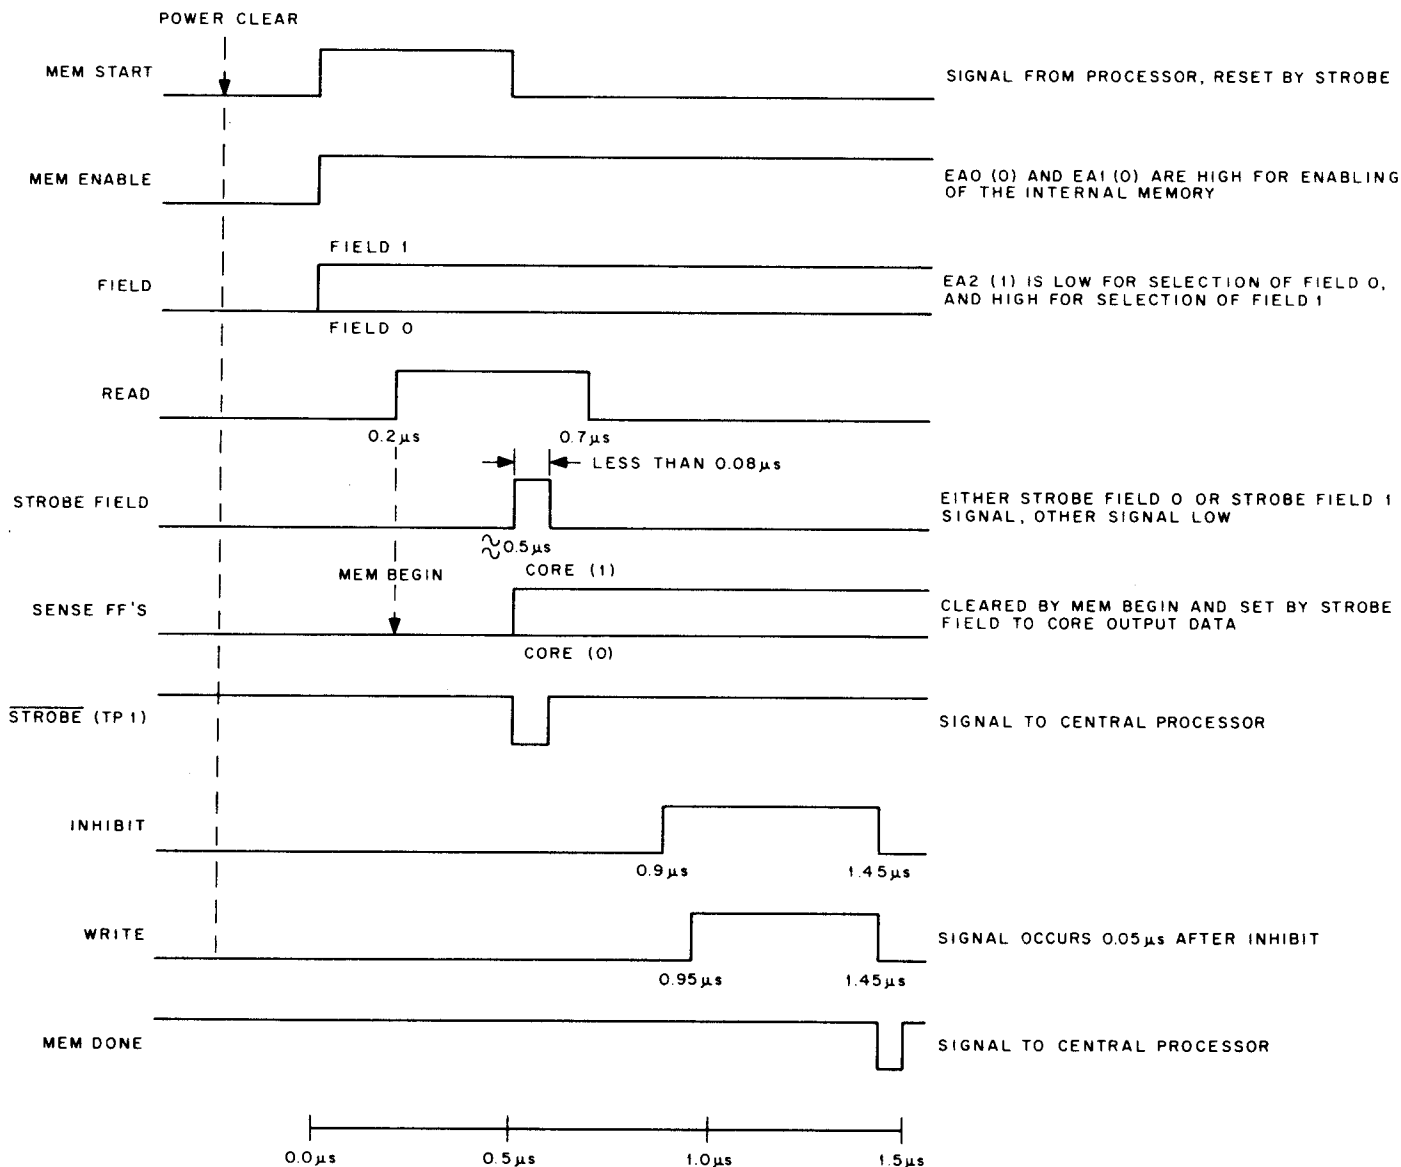 POWER CLEAR
MEM START
SIGNAL FROM PROCESSOR, RESET BY STROBE
MEM ENABLE
EA0 (0) AND EA1 (0) ARE HIGH FOR ENABLING
OF THE INTERNAL MEMORY
FIELD 1
FIELD
EA2 (1) IS LOW FOR SELECTION OF FIELD 0,
AND HIGH FOR SELECTION OF FIELD 1
FIELD 0
READ
0.2μs
0.7μs
LESS THAN 0.08μs
STROBE FIELD
EITHER STROBE FIELD 0 OR STROBE FIELD 1
SIGNAL, OTHER SIGNAL LOW
≈0.5μs
MEM BEGIN
CORE (1)
SENSE FF'S
CLEARED BY MEM BEGIN AND SET BY STROBE
FIELD TO CORE OUTPUT DATA
CORE (0)
STROBE (TP1)
SIGNAL TO CENTRAL PROCESSOR
INHIBIT
0.9μs
1.45μs
WRITE
SIGNAL OCCURS 0.05μs AFTER INHIBIT
0.95μs
1.45μs
MEM DONE
SIGNAL TO CENTRAL PROCESSOR
0.0μs
0.5μs
1.0μs
1.5μs